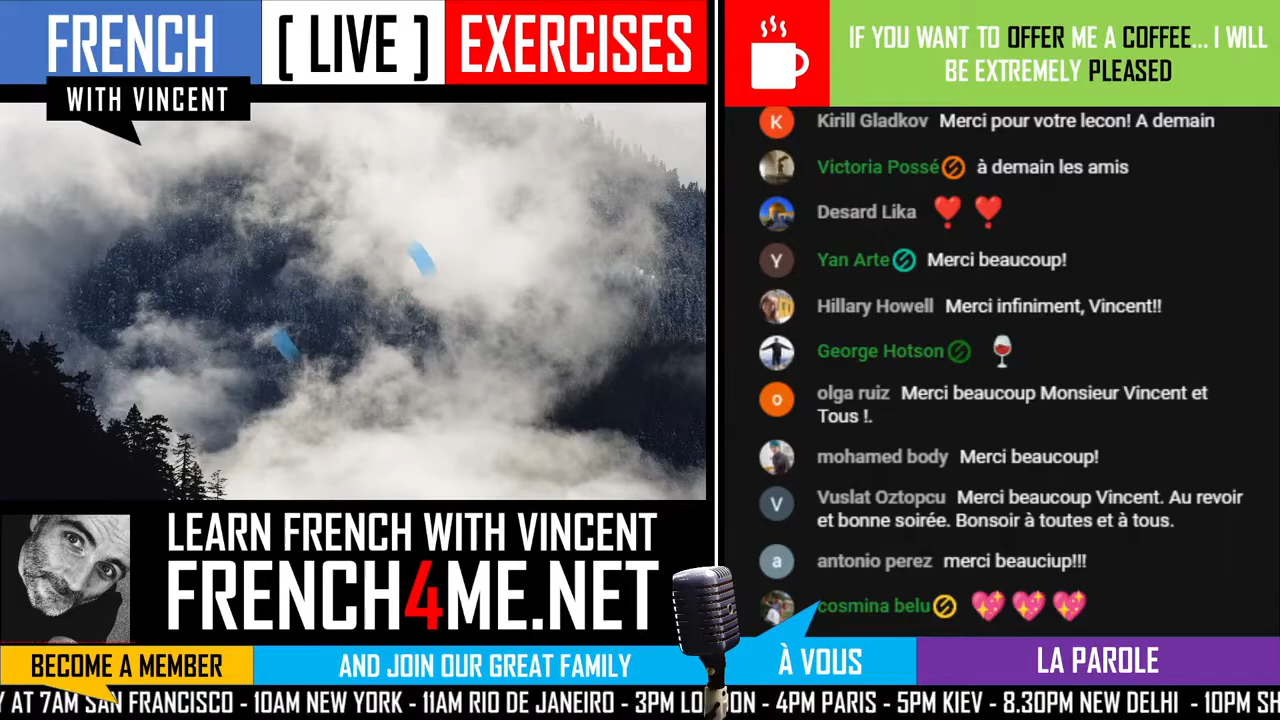 FRENCH
[ LIVE ]
EXERCISES
WITH VINCENT
IF YOU WANT TO OFFER ME A COFFEE... I WILL
BE EXTREMELY PLEASED
K Kirill Gladkov Merci pour votre lecon! A demain
Victoria Possé à demain les amis
Desard Lika
Y Yan Arte Merci beaucoup!
Hillary Howell Merci infiniment, Vincent!!
George Hotson
o olga ruiz Merci beaucoup Monsieur Vincent et
Tous !.
mohamed body Merci beaucoup!
V Vuslat Oztopcu Merci beaucoup Vincent. Au revoir
et bonne soirée. Bonsoir à toutes et à tous.
a antonio perez merci beauciup!!!
cosmina belu
LEARN FRENCH WITH VINCENT
FRENCH4ME.NET
BECOME A MEMBER
AND JOIN OUR GREAT FAMILY
À VOUS
LA PAROLE
AT 7AM SAN FRANCISCO - 10AM NEW YORK - 11AM RIO DE JANEIRO - 3PM - 4PM PARIS - 5PM KIEV - 8.30PM NEW DELHI - 10PM